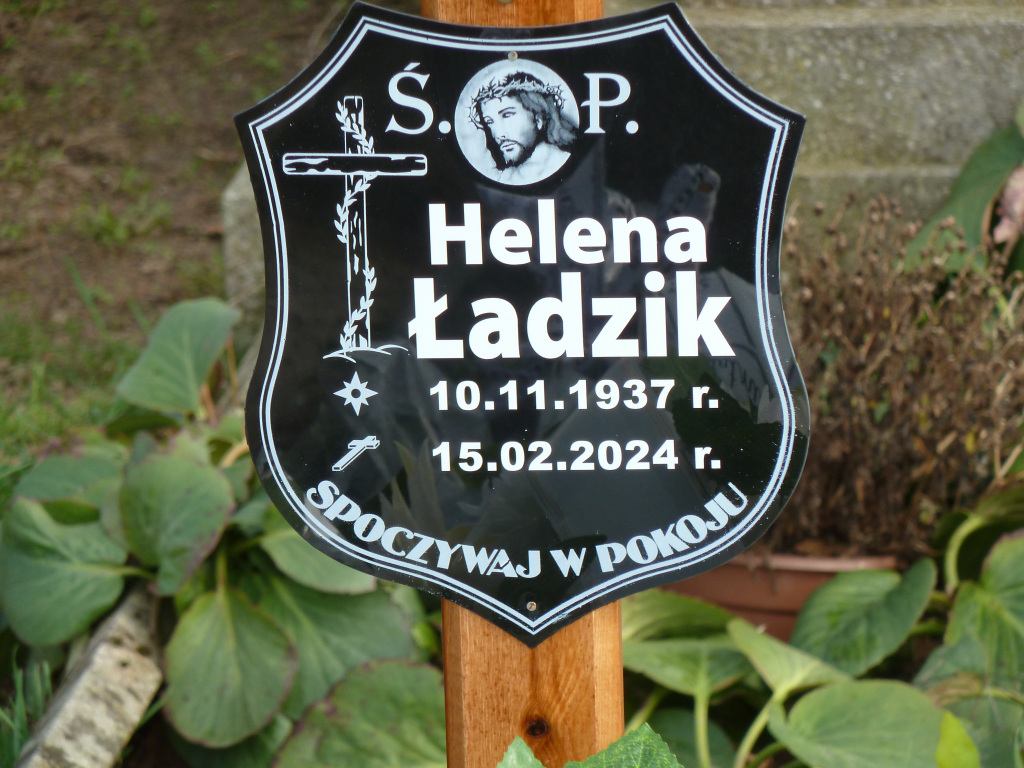 Ś. P.
Helena
Ładzik
10.11.1937 r.
15.02.2024 r.
SPOCZYWAJ W POKOJU